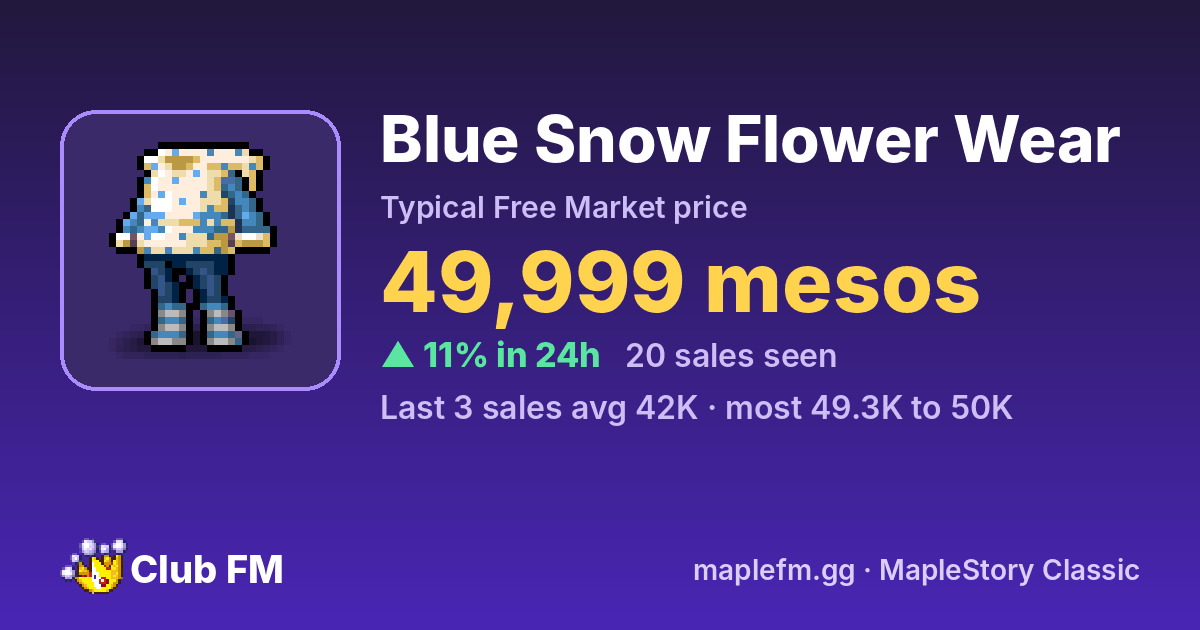 Blue Snow Flower Wear
Typical Free Market price
49,999 mesos
▲ 11% in 24h 20 sales seen
Last 3 sales avg 42K · most 49.3K to 50K
Club FM
maplefm.gg · MapleStory Classic